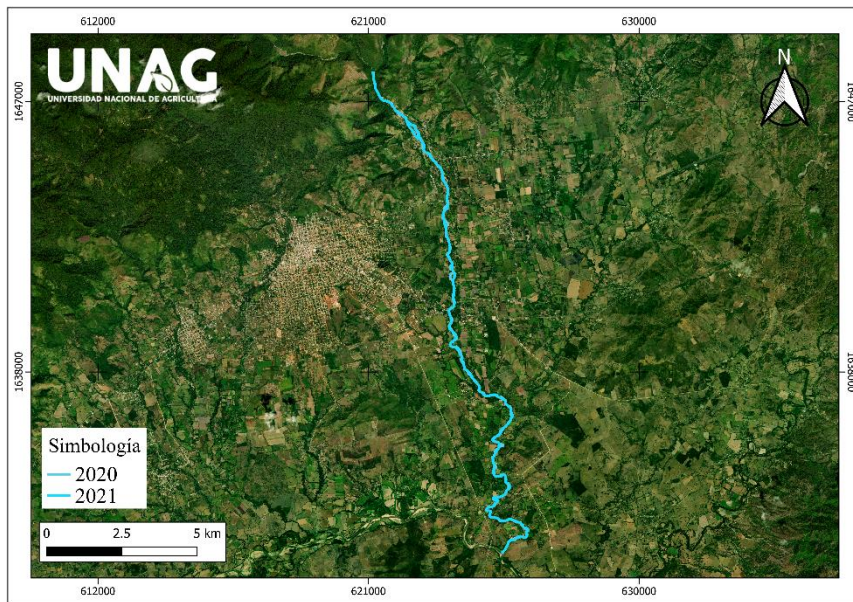 612000 621000 630000
UNAG
UNIVERSIDAD NACIONAL DE AGRICULTURA
N
1647000 1647000
1638000 1638000
Simbología
2020
2021
0 2.5 5 km
612000 621000 630000